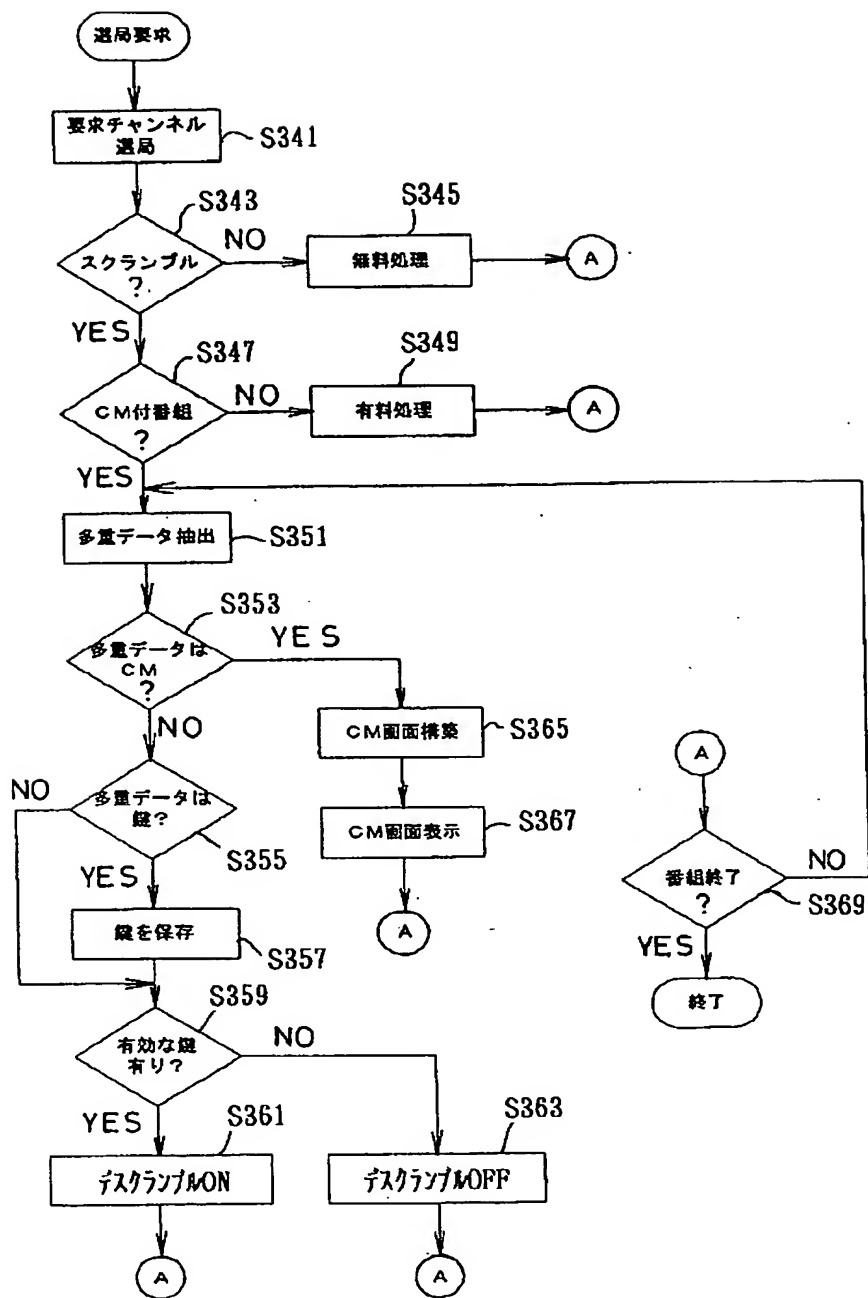 選局要求
要求チャンネル
選局
S341
S343
スクランブル
?
NO
YES
S345
無料処理
A
S347
CM付番組
?
NO
YES
S349
有料処理
A
多重データ抽出
S351
S353
多重データは
CM
?
YES
NO
CM画面構築
S365
CM画面表示
S367
A
多重データは
鍵?
NO
S355
YES
鍵を保存
S357
S359
有効な鍵
有り?
NO
YES
S361
デスクランブルON
A
S363
デスクランブルOFF
A
A
番組終了
?
NO
S369
YES
終了